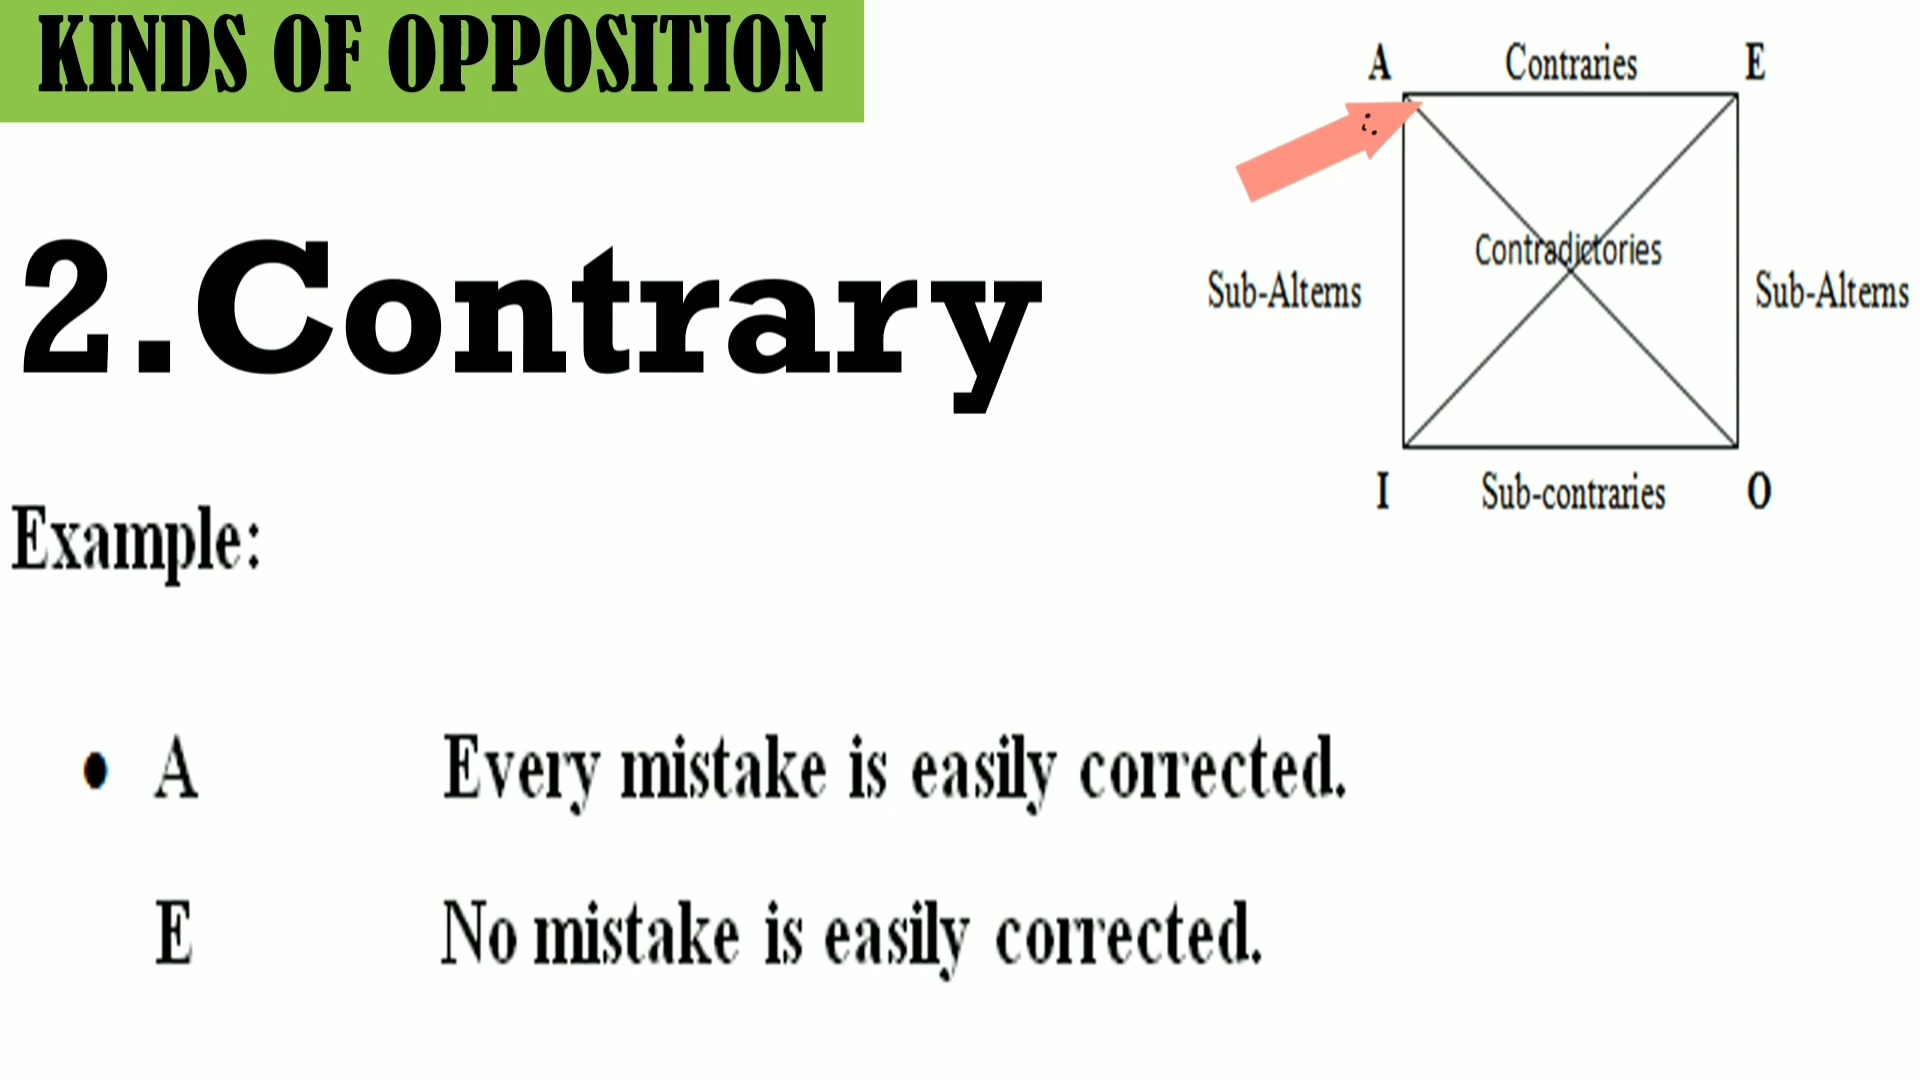 KINDS OF OPPOSITION
A Contraries E
2.Contrary
Contradictories
Sub-Alterns Sub-Alterns
I Sub-contraries O
Example:
• A Every mistake is easily corrected.
E No mistake is easily corrected.